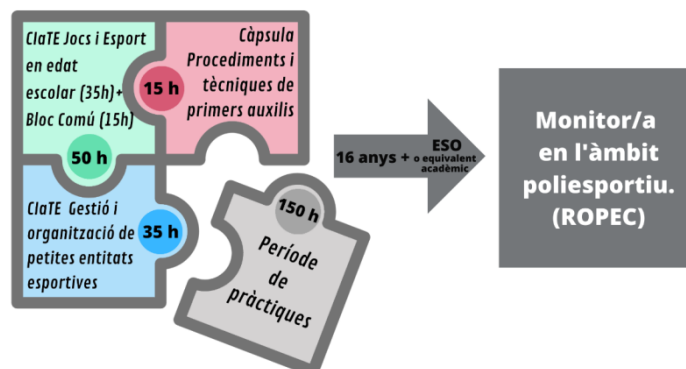 CIaTE Jocs i Esport
en edat
escolar (35h)+
Bloc Comú (15h)
50 h
Càpsula
Procediments i
tècniques de
primers auxilis
15 h
CIaTE Gestió i
organització de
petites entitats
esportives
35 h
150 h
Període
de
pràctiques
16 anys + ESO
o equivalent
acadèmic
Monitor/a
en l'àmbit
poliesportiu.
(ROPEC)